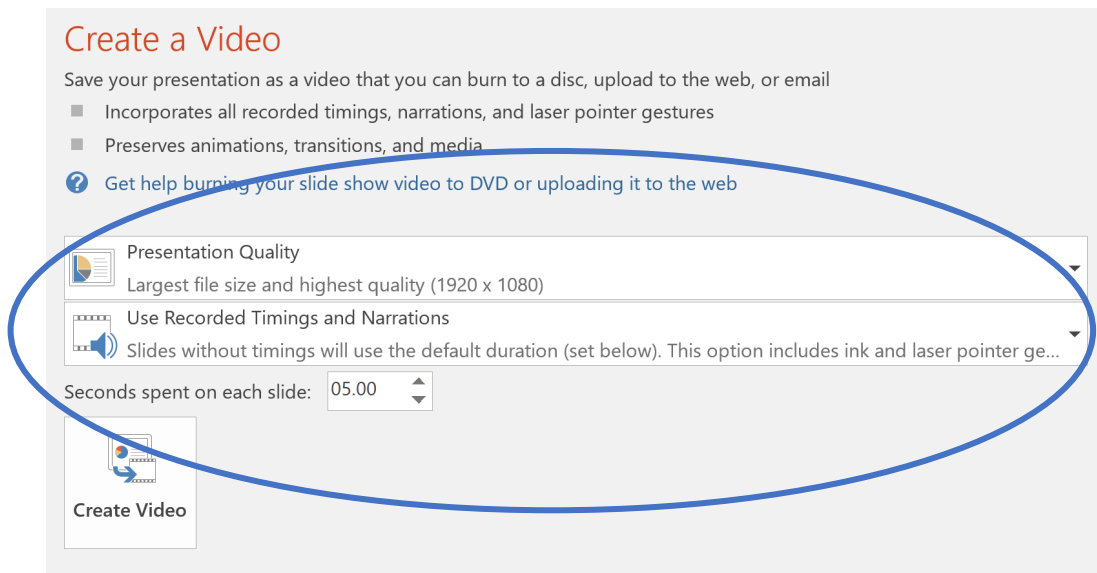 Create a Video
Save your presentation as a video that you can burn to a disc, upload to the web, or email
Incorporates all recorded timings, narrations, and laser pointer gestures
Preserves animations, transitions, and media
Get help burning your slide show video to DVD or uploading it to the web
Presentation Quality
Largest file size and highest quality (1920 x 1080)
Use Recorded Timings and Narrations
Slides without timings will use the default duration (set below). This option includes ink and laser pointer ge...
Seconds spent on each slide: 05.00
Create Video